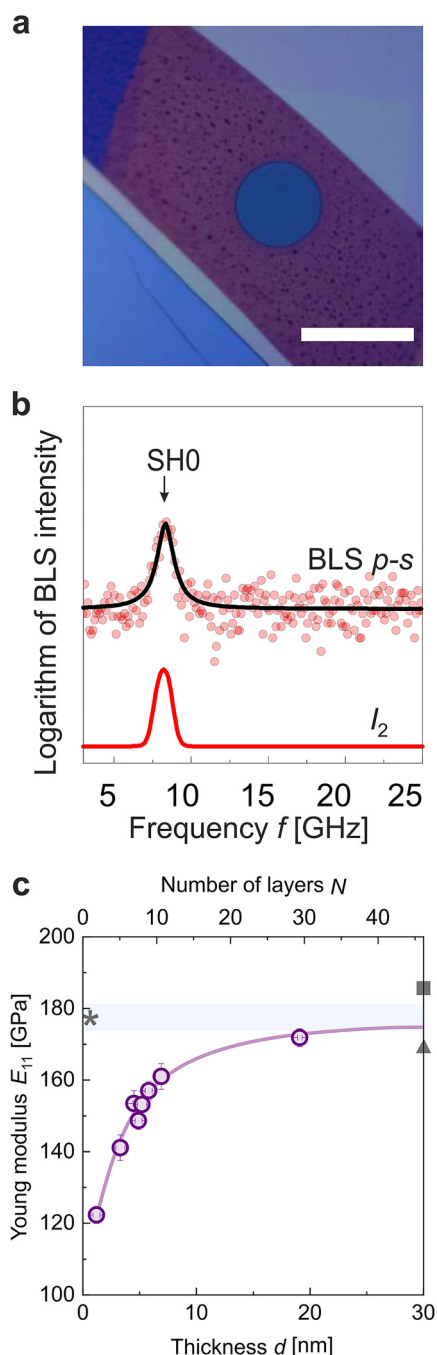 a
b
Logarithm of BLS intensity
SH0
BLS p-s
I₂
5 10 15 20 25
Frequency f [GHz]
c
Number of layers N
0 10 20 30 40
Young modulus E₁₁ [GPa]
200
180
160
140
120
100
*
0 10 20 30
Thickness d [nm]